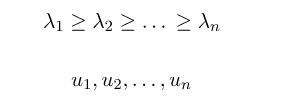 λ₁ ≥ λ₂ ≥ … ≥ λₙ
u₁, u₂, …, uₙ